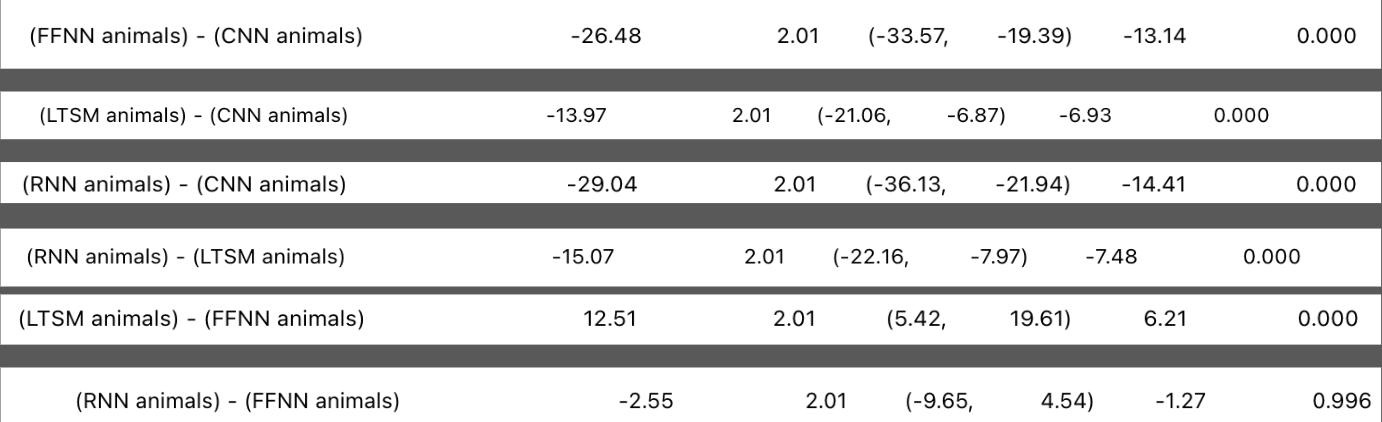 (FFNN animals) - (CNN animals) -26.48 2.01 (-33.57, -19.39) -13.14 0.000
(LTSM animals) - (CNN animals) -13.97 2.01 (-21.06, -6.87) -6.93 0.000
(RNN animals) - (CNN animals) -29.04 2.01 (-36.13, -21.94) -14.41 0.000
(RNN animals) - (LTSM animals) -15.07 2.01 (-22.16, -7.97) -7.48 0.000
(LTSM animals) - (FFNN animals) 12.51 2.01 (5.42, 19.61) 6.21 0.000
(RNN animals) - (FFNN animals) -2.55 2.01 (-9.65, 4.54) -1.27 0.996